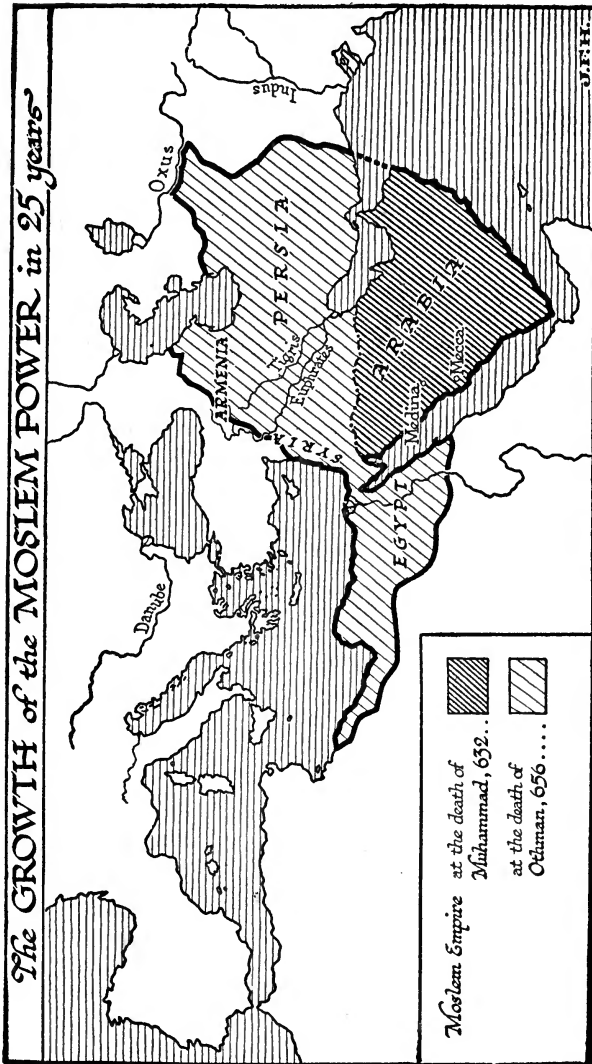 The GROWTH of the MOSLEM POWER in 25 years
Oxus
Indus
Danube
ARMENIA
PERSIA
Tigris
Euphrates
SYRIA
ARABIA
Medina
Mecca
EGYPT
Moslem Empire at the death of
Muhammad, 632...
at the death of
Othman, 656.....
J.F.H.